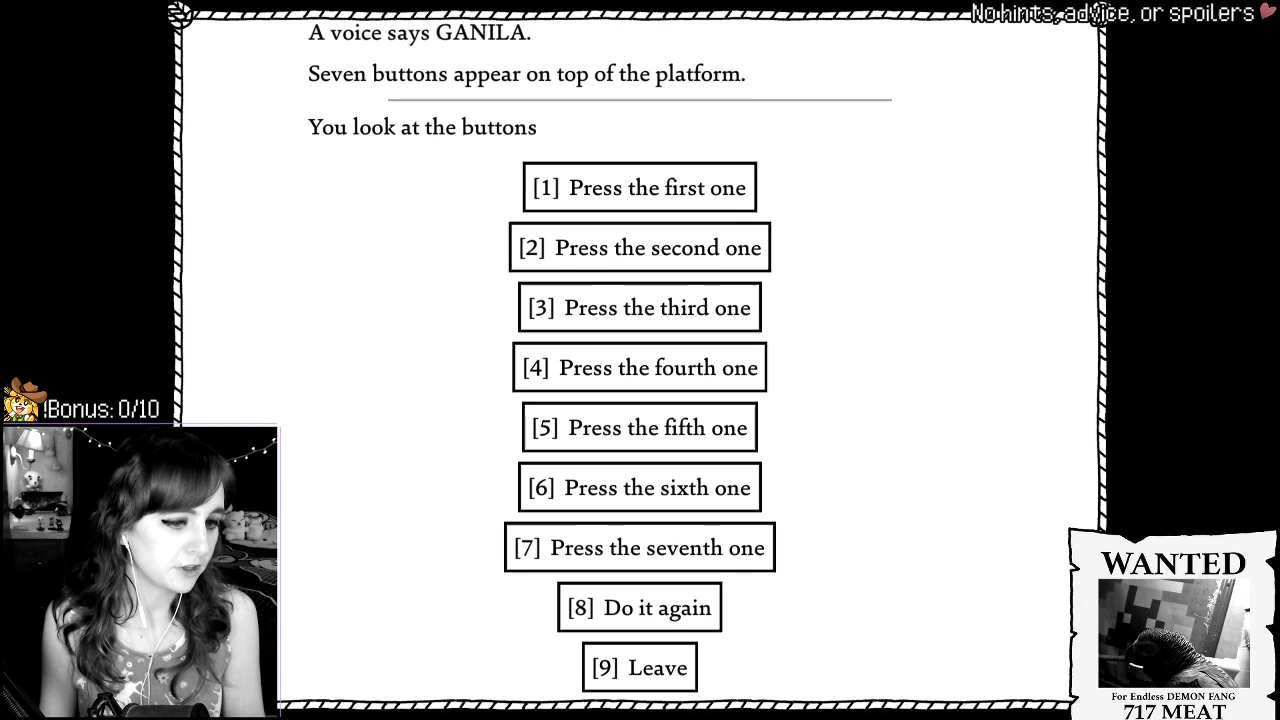 No hints, advice, or spoilers
A voice says GANILA.
Seven buttons appear on top of the platform.
You look at the buttons
[1] Press the first one
[2] Press the second one
[3] Press the third one
[4] Press the fourth one
[5] Press the fifth one
[6] Press the sixth one
[7] Press the seventh one
[8] Do it again
[9] Leave
!Bonus: 0/10
WANTED
For Endless DEMON FANG
717 MEAT